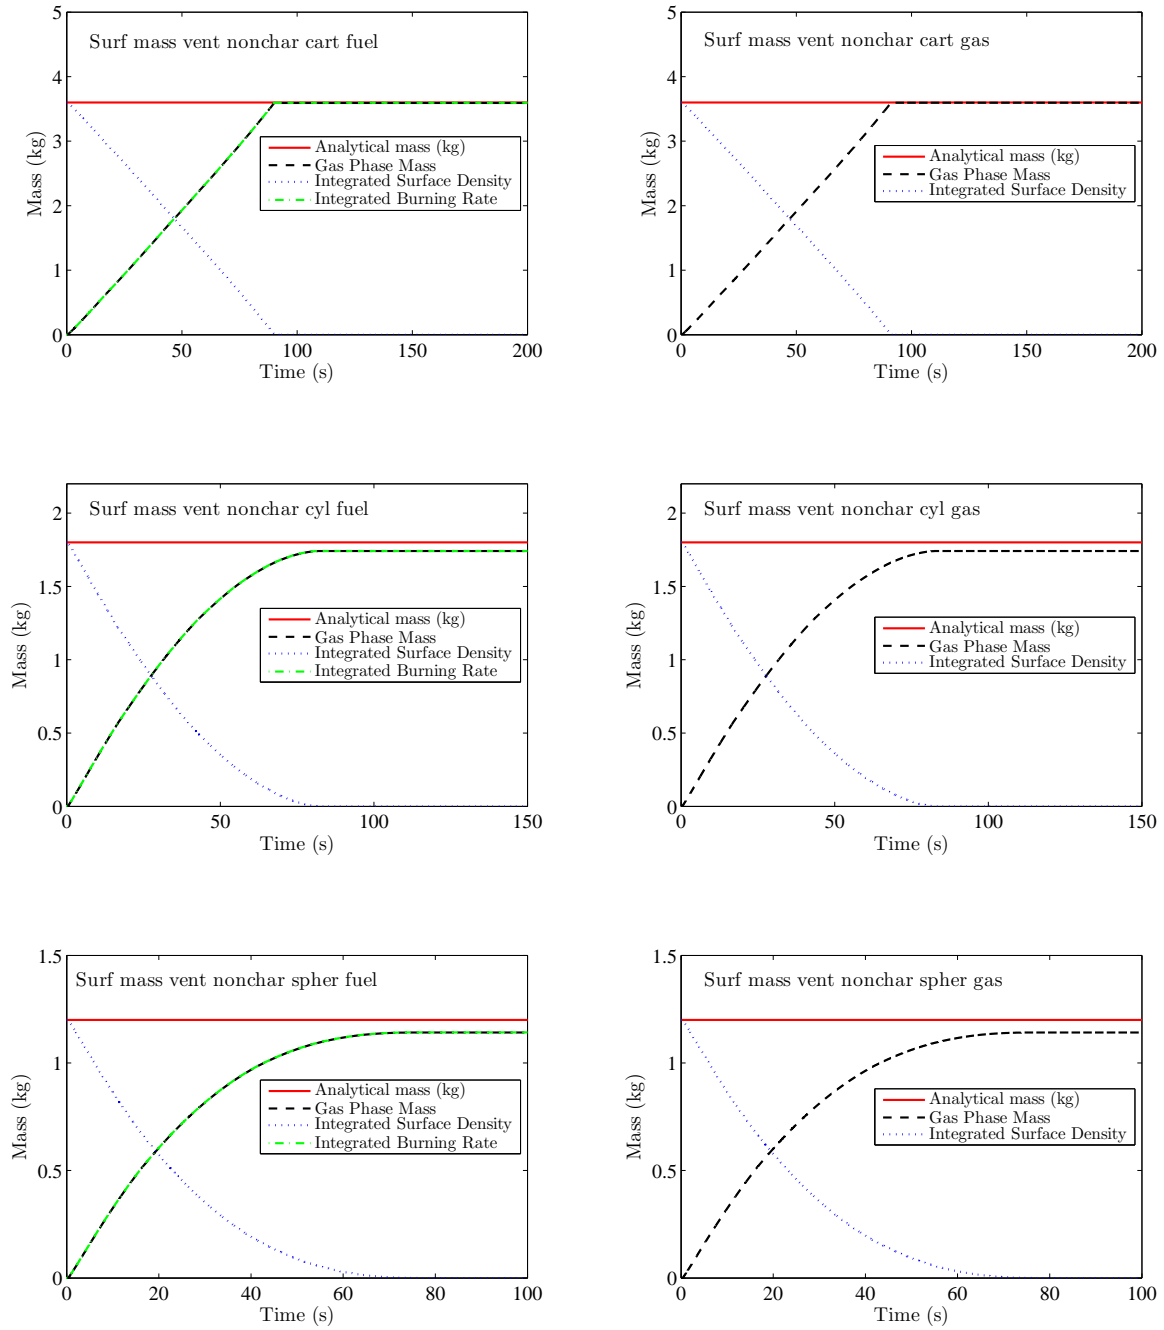 5
4
3
2
1
0
Mass (kg)
Surf mass vent nonchar cart fuel
Analytical mass (kg)
Gas Phase Mass
Integrated Surface Density
Integrated Burning Rate
0 50 100 150 200
Time (s)
5
4
3
2
1
0
Mass (kg)
Surf mass vent nonchar cart gas
Analytical mass (kg)
Gas Phase Mass
Integrated Surface Density
0 50 100 150 200
Time (s)
2
1.5
1
0.5
0
Mass (kg)
Surf mass vent nonchar cyl fuel
Analytical mass (kg)
Gas Phase Mass
Integrated Surface Density
Integrated Burning Rate
0 50 100 150
Time (s)
2
1.5
1
0.5
0
Mass (kg)
Surf mass vent nonchar cyl gas
Analytical mass (kg)
Gas Phase Mass
Integrated Surface Density
0 50 100 150
Time (s)
1.5
1
0.5
0
Mass (kg)
Surf mass vent nonchar spher fuel
Analytical mass (kg)
Gas Phase Mass
Integrated Surface Density
Integrated Burning Rate
0 20 40 60 80 100
Time (s)
1.5
1
0.5
0
Mass (kg)
Surf mass vent nonchar spher gas
Analytical mass (kg)
Gas Phase Mass
Integrated Surface Density
0 20 40 60 80 100
Time (s)